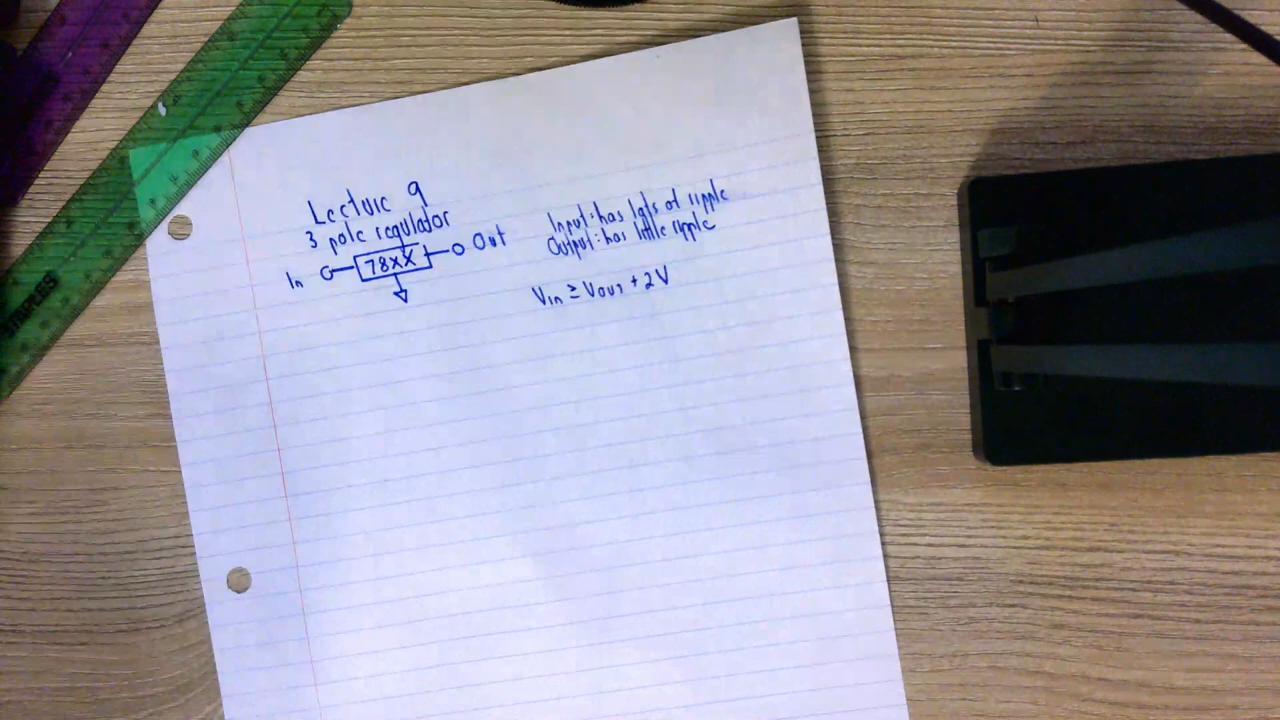 Lecture 9
3 pole regulator
In 78XX Out
Input: has lots of ripple
Output: has little ripple
Vin ≥ Vout + 2V
STAPLES